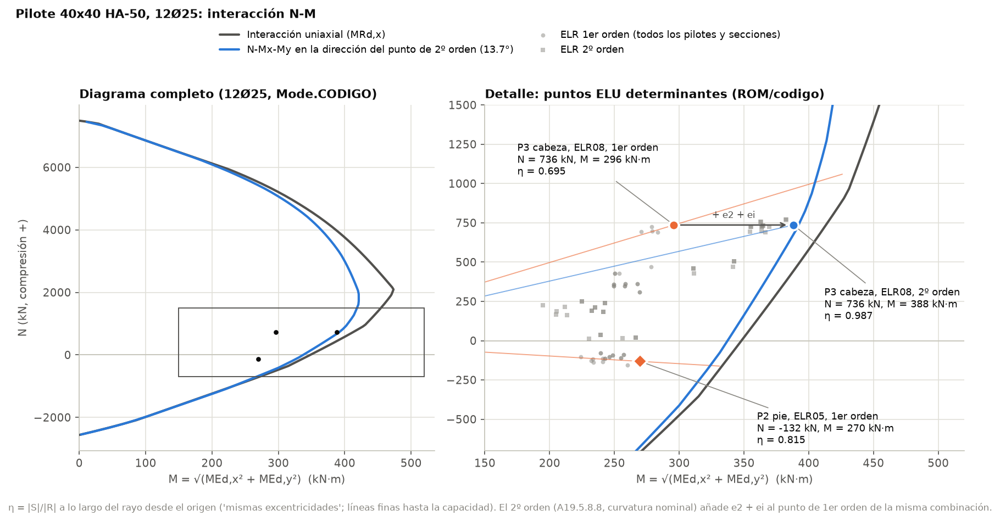 Pilote 40x40 HA-50, 12Ø25: interacción N-M
Interacción uniaxial (MRd,x)
N-Mx-My en la dirección del punto de 2º orden (13.7°)
ELR 1er orden (todos los pilotes y secciones)
ELR 2º orden
Diagrama completo (12Ø25, Mode.CODIGO)
N (kN, compresión +)
6000
4000
2000
0
−2000
0 100 200 300 400 500
M = √(MEd,x² + MEd,y²) (kN·m)
Detalle: puntos ELU determinantes (ROM/codigo)
1500
1250
1000
750
500
250
0
−250
−500
P3 cabeza, ELR08, 1er orden
N = 736 kN, M = 296 kN·m
η = 0.695
+ e2 + ei
P3 cabeza, ELR08, 2º orden
N = 736 kN, M = 388 kN·m
η = 0.987
P2 pie, ELR05, 1er orden
N = -132 kN, M = 270 kN·m
η = 0.815
150 200 250 300 350 400 450 500
M = √(MEd,x² + MEd,y²) (kN·m)
η = |S|/|R| a lo largo del rayo desde el origen ('mismas excentricidades'; líneas finas hasta la capacidad). El 2º orden (A19.5.8.8, curvatura nominal) añade e2 + ei al punto de 1er orden de la misma combinación.